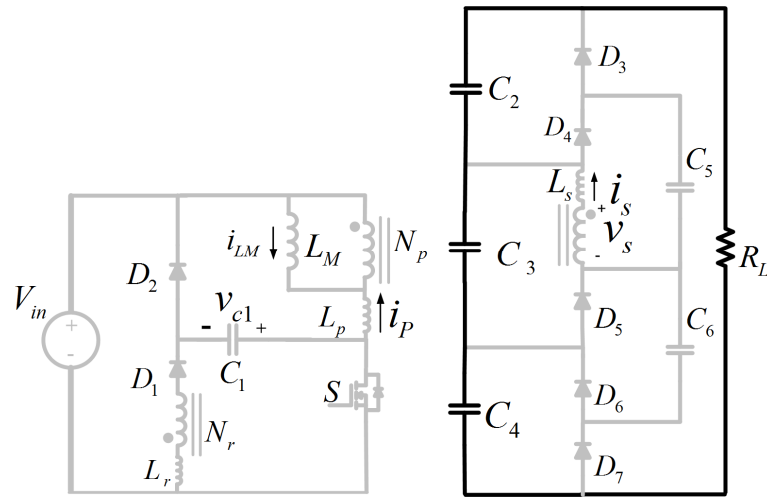 D3
C2
D4
C5
Ls
is
+
vs
-
iLM
LM
Np
C3
RL
D2
Vin
+
-
vc1
- +
Lp
iP
D5
C6
C1
D1
S
D6
C4
Nr
D7
Lr